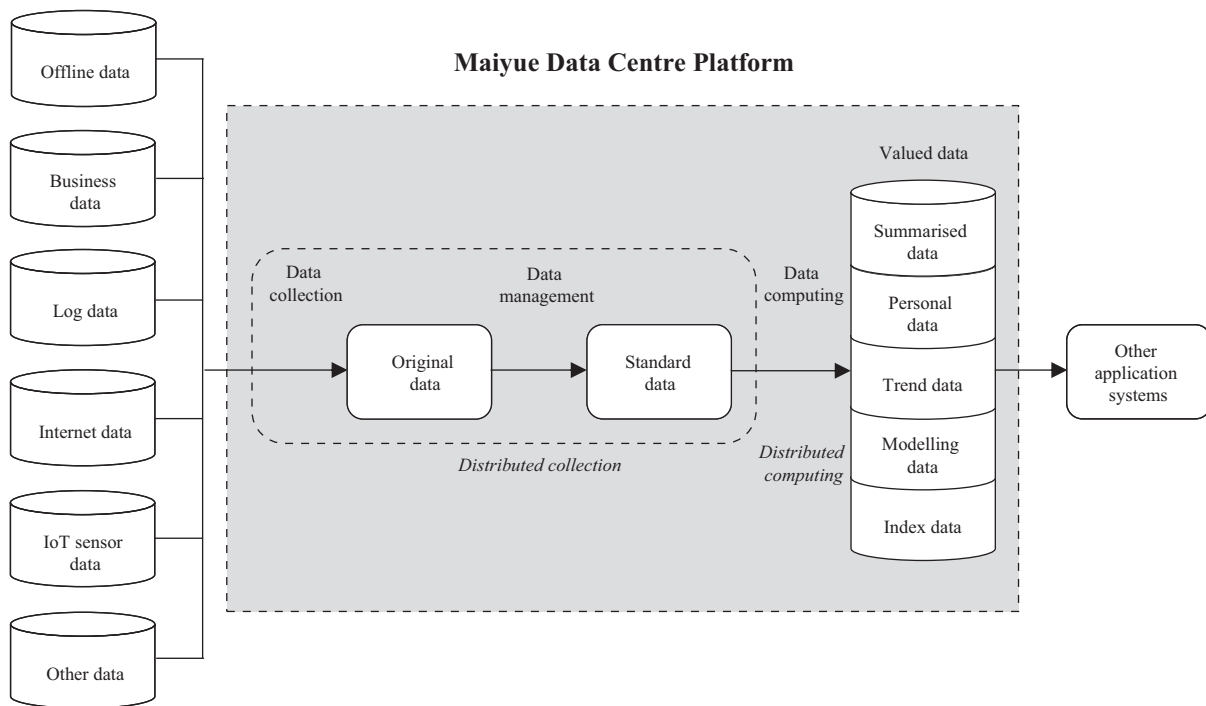 Maiyue Data Centre Platform
Offline data
Business
data
Log data
Internet data
IoT sensor
data
Other data
Data
collection
Data
management
Data
computing
Original
data
Standard
data
Distributed collection
Distributed
computing
Valued data
Summarised
data
Personal
data
Trend data
Modelling
data
Index data
Other
application
systems